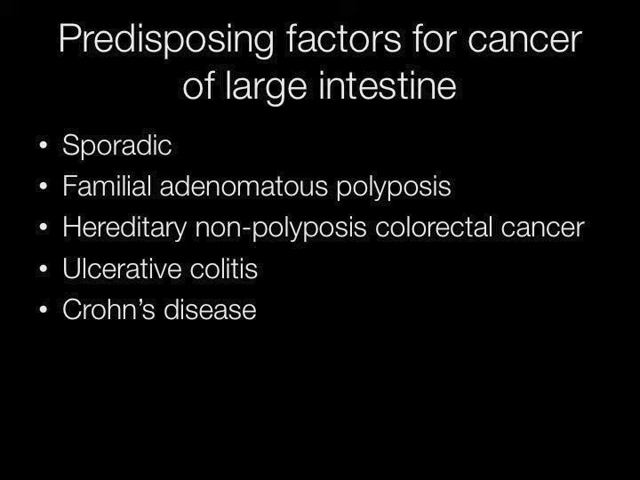 Predisposing factors for cancer
of large intestine
• Sporadic
• Familial adenomatous polyposis
• Hereditary non-polyposis colorectal cancer
• Ulcerative colitis
• Crohn’s disease